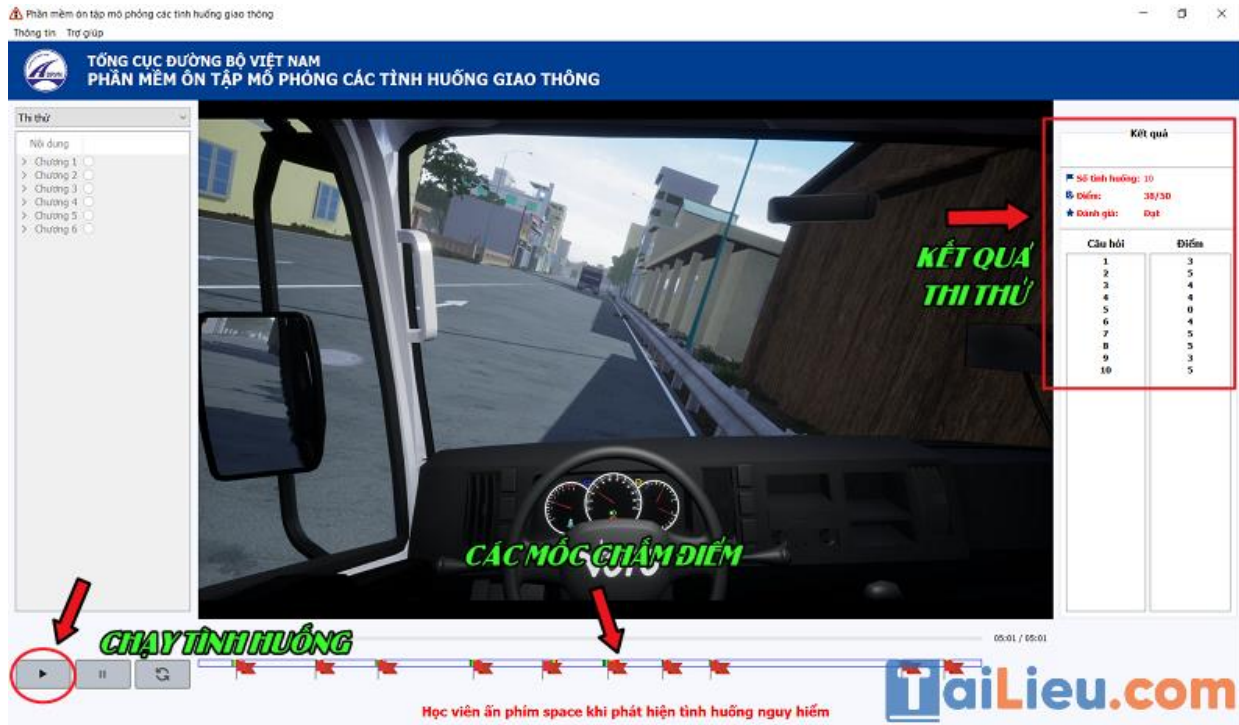 Phần mềm ôn tập mô phỏng các tình huống giao thông
Thông tin Trợ giúp
TỔNG CỤC ĐƯỜNG BỘ VIỆT NAM
PHẦN MỀM ÔN TẬP MÔ PHỎNG CÁC TÌNH HUỐNG GIAO THÔNG
Thi thử
Nội dung
Chương 1
Chương 2
Chương 3
Chương 4
Chương 5
Chương 6
Kết quả
Số tình huống: 10
Điểm: 38/50
Đánh giá: Đạt
Câu hỏi Điểm
1 3
2 5
3 4
4 4
5 0
6 4
7 5
8 5
9 3
10 5
KẾT QUẢ
THI THỬ
CÁC MỐC CHẤM ĐIỂM
CHẠY TÌNH HUỐNG
05:01 / 05:01
TaiLieu.com
Học viên ấn phím space khi phát hiện tình huống nguy hiểm